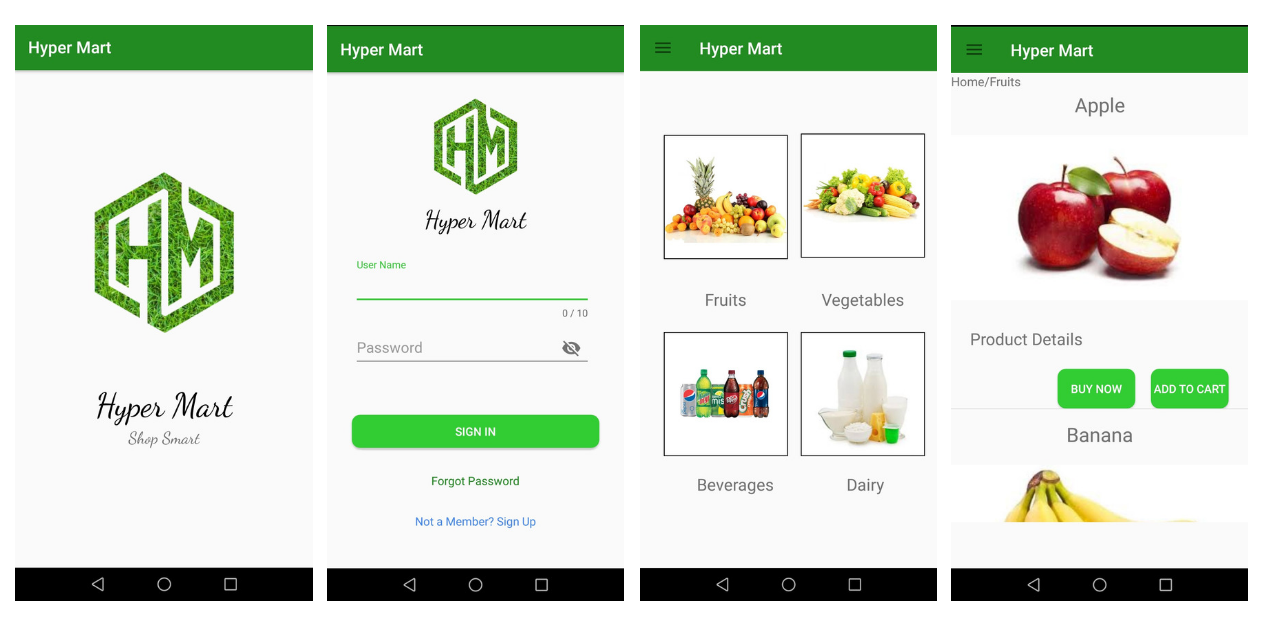 Hyper Mart
HM
Hyper Mart
Shop Smart
Hyper Mart
HM
Hyper Mart
User Name
0 / 10
Password
SIGN IN
Forgot Password
Not a Member? Sign Up
Hyper Mart
Fruits
Vegetables
Beverages
Dairy
Hyper Mart
Home/Fruits
Apple
Product Details
BUY NOW
ADD TO CART
Banana